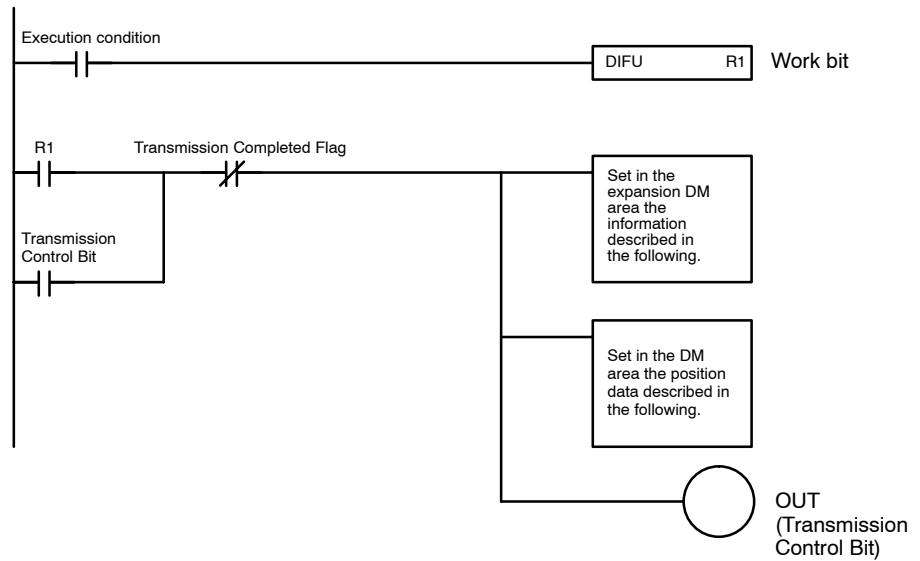 Execution condition
DIFU R1
Work bit
R1
Transmission Completed Flag
Set in the
expansion DM
area the
information
described in
the following.
Transmission
Control Bit
Set in the DM
area the position
data described in
the following.
OUT
(Transmission
Control Bit)